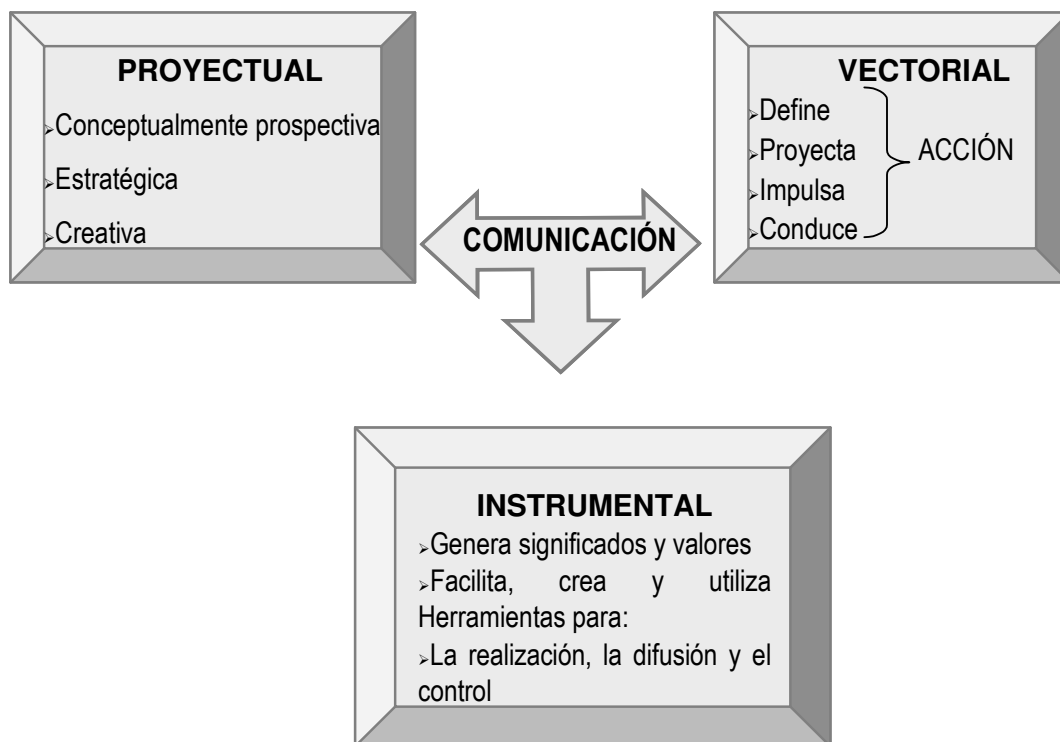 PROYECTUAL
➢Conceptualmente prospectiva
➢Estratégica
➢Creativa
VECTORIAL
➢Define
➢Proyecta
➢Impulsa
➢Conduce
ACCIÓN
COMUNICACIÓN
INSTRUMENTAL
➢Genera significados y valores
➢Facilita, crea y utiliza
Herramientas para:
➢La realización, la difusión y el
control